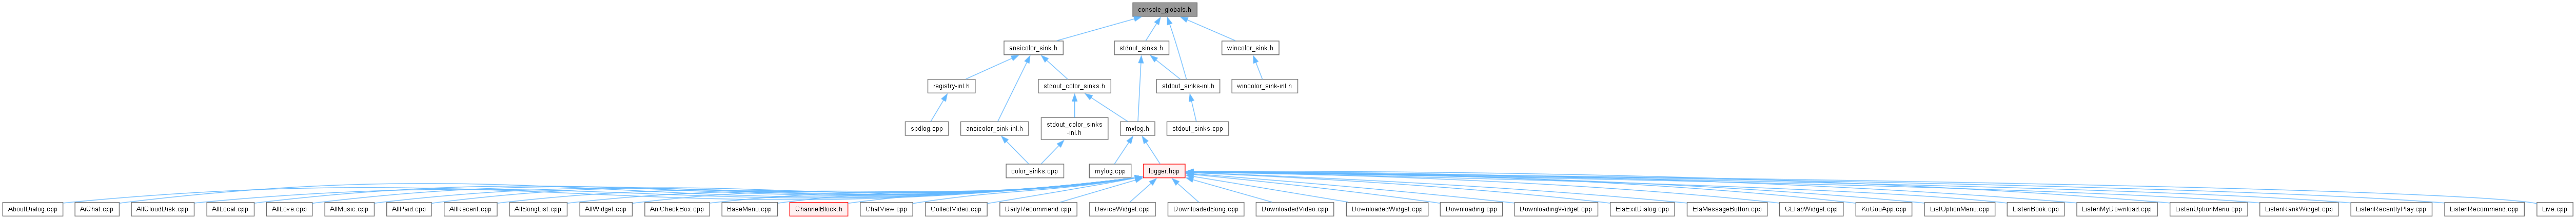 console_globals.h
ansicolor_sink.h
stdout_sinks.h
wincolor_sink.h
registry-inl.h
stdout_color_sinks.h
stdout_sinks-inl.h
wincolor_sink-inl.h
spdlog.cpp
ansicolor_sink-inl.h
stdout_color_sinks
-inl.h
mylog.h
stdout_sinks.cpp
color_sinks.cpp
mylog.cpp
logger.hpp
AboutDialog.cpp
AiChat.cpp
AllCloudDisk.cpp
AllLocal.cpp
AllLove.cpp
AllMusic.cpp
AllPaid.cpp
AllRecent.cpp
AllSongList.cpp
AllWidget.cpp
AniCheckBox.cpp
BaseMenu.cpp
ChannelBlock.h
ChatView.cpp
CollectVideo.cpp
DailyRecommend.cpp
DeviceWidget.cpp
DownloadedSong.cpp
DownloadedVideo.cpp
DownloadedWidget.cpp
Downloading.cpp
DownloadingWidget.cpp
ElaExitDialog.cpp
ElaMessageButton.cpp
GLTabWidget.cpp
KuGouApp.cpp
ListOptionMenu.cpp
ListenBook.cpp
ListenMyDownload.cpp
ListenOptionMenu.cpp
ListenRankWidget.cpp
ListenRecentlyPlay.cpp
ListenRecommend.cpp
Live.cpp